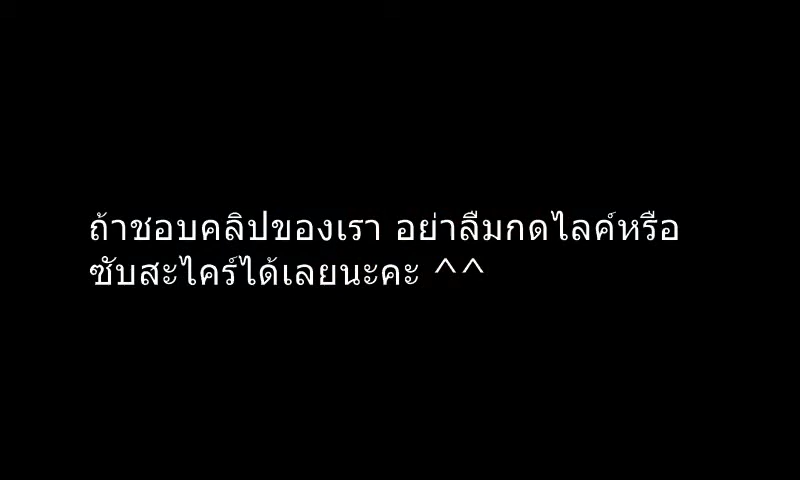 ถ้าชอบคลิปของเรา อย่าลืมกดไลค์หรือ
ซับสะไคร์ได้เลยนะคะ ^^